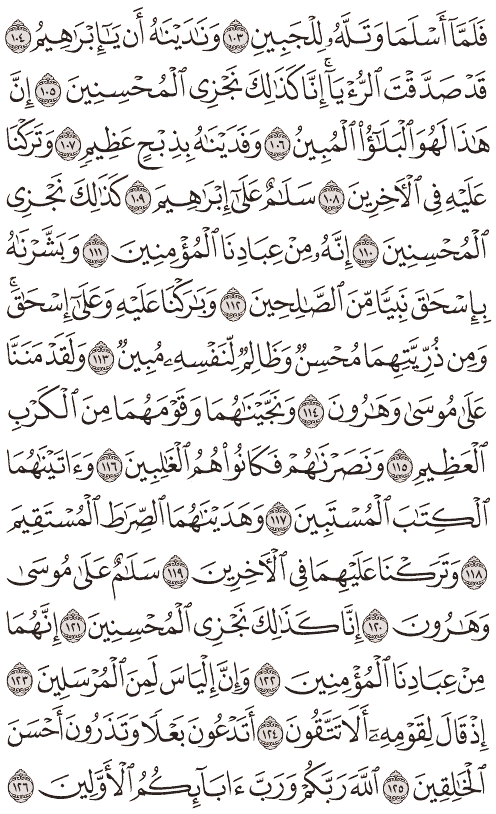 فَلَمَّآ أَسْلَمَا وَتَلَّهُۥ لِلْجَبِينِ ١٠٣ وَنَٰدَيْنَٰهُ أَن يَٰٓإِبْرَٰهِيمُ ١٠٤
قَدْ صَدَّقْتَ ٱلرُّءْيَآۚ إِنَّا كَذَٰلِكَ نَجْزِى ٱلْمُحْسِنِينَ ١٠٥ إِنَّ
هَٰذَا لَهُوَ ٱلْبَلَٰٓؤُا۟ ٱلْمُبِينُ ١٠٦ وَفَدَيْنَٰهُ بِذِبْحٍ عَظِيمٍ ١٠٧ وَتَرَكْنَا
عَلَيْهِ فِى ٱلْءَاخِرِينَ ١٠٨ سَلَٰمٌ عَلَىٰٓ إِبْرَٰهِيمَ ١٠٩ كَذَٰلِكَ نَجْزِى
ٱلْمُحْسِنِينَ ١١٠ إِنَّهُۥ مِنْ عِبَادِنَا ٱلْمُؤْمِنِينَ ١١١ وَبَشَّرْنَٰهُ
بِإِسْحَٰقَ نَبِيًّا مِّنَ ٱلصَّٰلِحِينَ ١١٢ وَبَٰرَكْنَا عَلَيْهِ وَعَلَىٰٓ إِسْحَٰقَۚ
وَمِن ذُرِّيَّتِهِمَا مُحْسِنٌ وَظَالِمٌ لِّنَفْسِهِۦ مُبِينٌ ١١٣ وَلَقَدْ مَنَنَّا
عَلَىٰ مُوسَىٰ وَهَٰرُونَ ١١٤ وَنَجَّيْنَٰهُمَا وَقَوْمَهُمَا مِنَ ٱلْكَرْبِ
ٱلْعَظِيمِ ١١٥ وَنَصَرْنَٰهُمْ فَكَانُوا۟ هُمُ ٱلْغَٰلِبِينَ ١١٦ وَءَاتَيْنَٰهُمَا
ٱلْكِتَٰبَ ٱلْمُسْتَبِينَ ١١٧ وَهَدَيْنَٰهُمَا ٱلصِّرَٰطَ ٱلْمُسْتَقِيمَ
١١٨ وَتَرَكْنَا عَلَيْهِمَا فِى ٱلْءَاخِرِينَ ١١٩ سَلَٰمٌ عَلَىٰ مُوسَىٰ
وَهَٰرُونَ ١٢٠ إِنَّا كَذَٰلِكَ نَجْزِى ٱلْمُحْسِنِينَ ١٢١ إِنَّهُمَا
مِنْ عِبَادِنَا ٱلْمُؤْمِنِينَ ١٢٢ وَإِنَّ إِلْيَاسَ لَمِنَ ٱلْمُرْسَلِينَ ١٢٣
إِذْ قَالَ لِقَوْمِهِۦٓ أَلَا تَتَّقُونَ ١٢٤ أَتَدْعُونَ بَعْلًا وَتَذَرُونَ أَحْسَنَ
ٱلْخَٰلِقِينَ ١٢٥ ٱللَّهَ رَبَّكُمْ وَرَبَّ ءَابَآئِكُمُ ٱلْأَوَّلِينَ ١٢٦